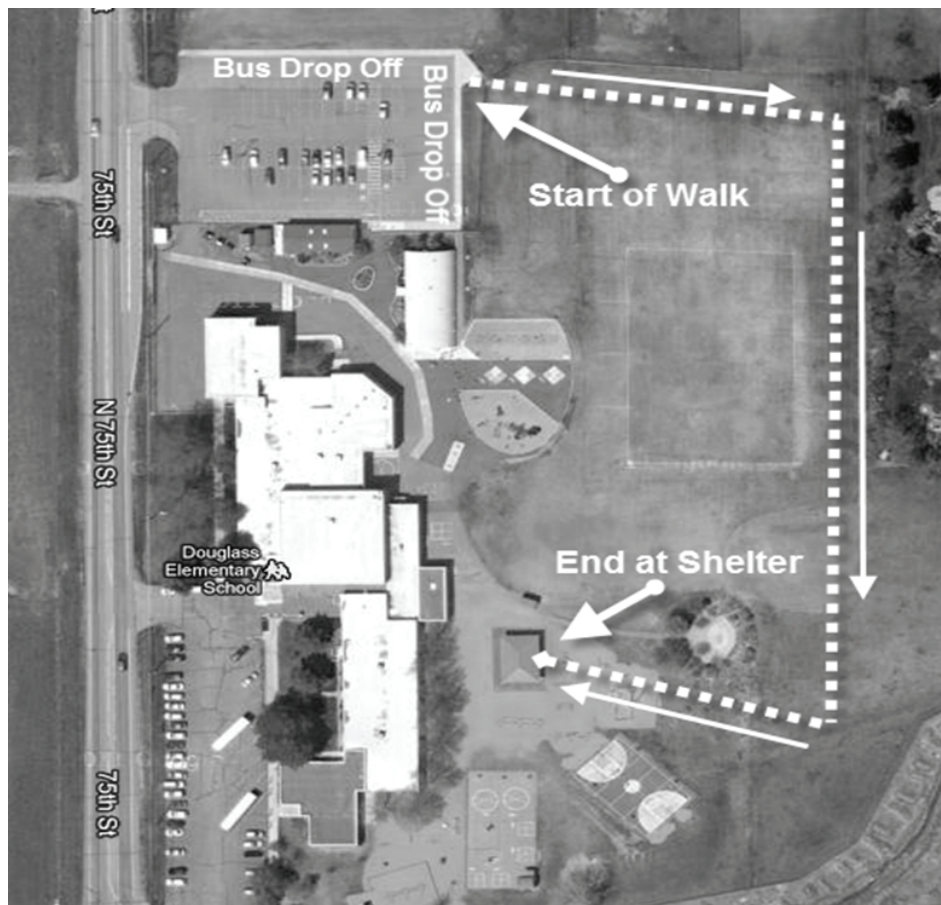 Bus Drop Off
Bus Drop Off
Start of Walk
75th St
N 75th St
End at Shelter
Douglass
Elementary
School
75th St